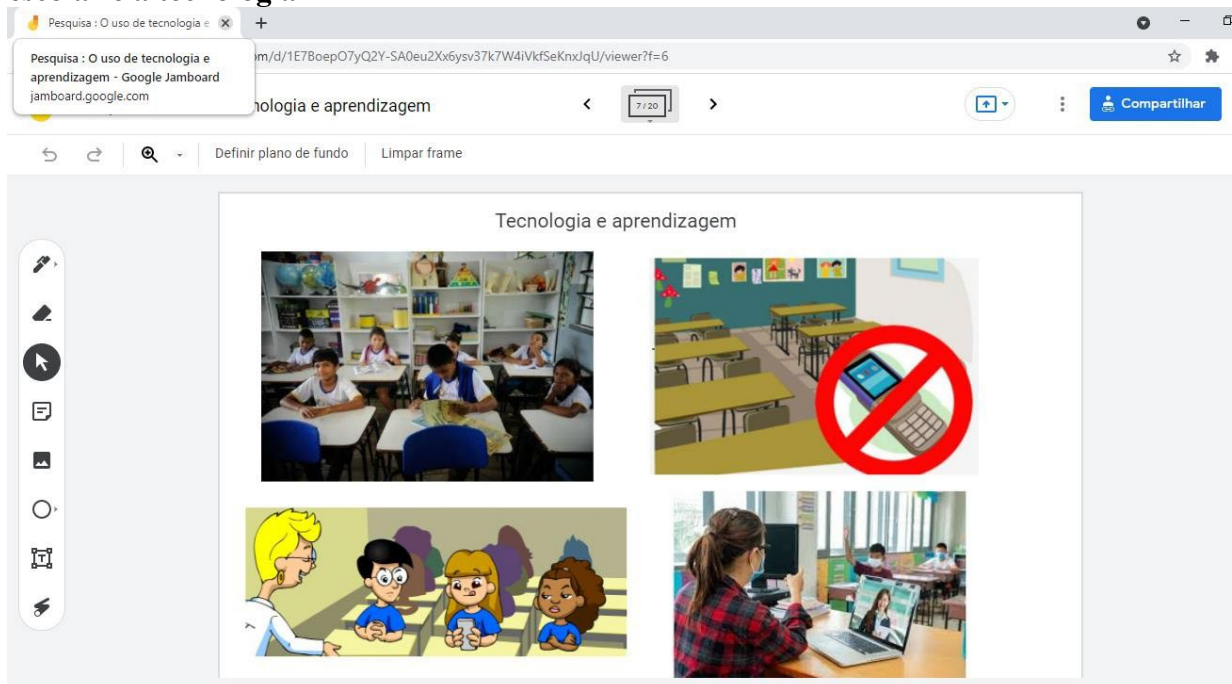 Pesquisa : O uso de tecnologia e
Pesquisa : O uso de tecnologia e
aprendizagem - Google Jamboard
jamboard.google.com
om/d/1E7BoepO7yQ2Y-SA0eu2Xx6ysv37k7W4iVkfSeKnxJqU/viewer?f=6
nologia e aprendizagem
7 / 20
Compartilhar
Definir plano de fundo
Limpar frame
Tecnologia e aprendizagem